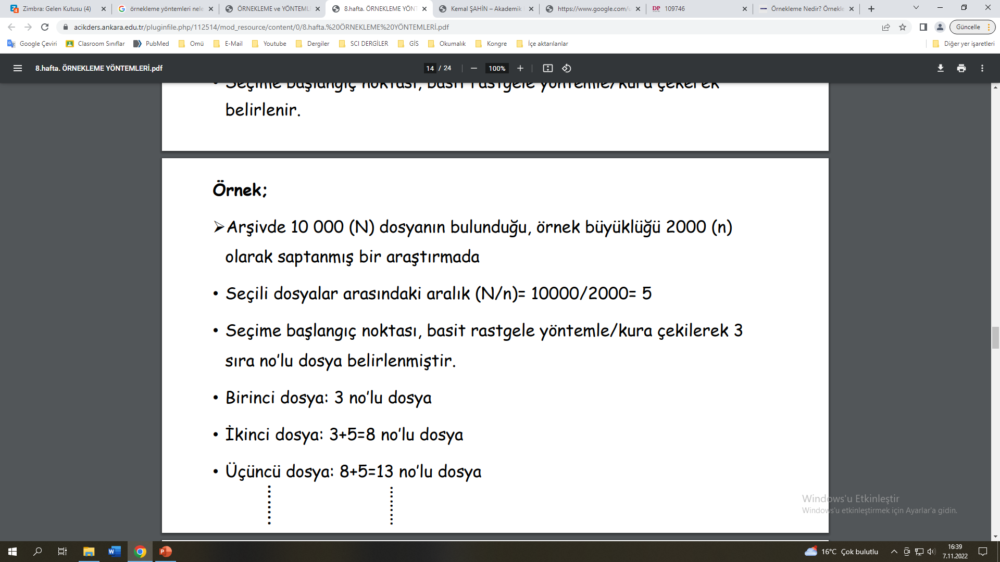 Zimbra: Gelen Kutusu (4)
örnekleme yöntemleri nele
ÖRNEKLEME ve YÖNTEML
8.hafta. ÖRNEKLEME YÖNT
Kemal ŞAHİN – Akademik
https://www.google.com/u
DP 109746
Örnekleme Nedir? Örnekle
acikders.ankara.edu.tr/pluginfile.php/112514/mod_resource/content/0/8.hafta.%20ÖRNEKLEME%20YÖNTEMLERİ.pdf
Güncelle
Google Çeviri
Clasroom Sınıflar
PubMed
Omü
E-Mail
Youtube
Dergiler
SCI DERGİLER
GİS
Okumalık
Kongre
İçe aktarılanlar
Diğer yer işaretleri
8.hafta. ÖRNEKLEME YÖNTEMLERİ.pdf
14 / 24
100%
• Seçime başlangıç noktası, basit rastgele yöntemle/kura çekerek
belirlenir.
Örnek;
➢Arşivde 10 000 (N) dosyanın bulunduğu, örnek büyüklüğü 2000 (n)
olarak saptanmış bir araştırmada
• Seçili dosyalar arasındaki aralık (N/n)= 10000/2000= 5
• Seçime başlangıç noktası, basit rastgele yöntemle/kura çekilerek 3
sıra no’lu dosya belirlenmiştir.
• Birinci dosya: 3 no’lu dosya
• İkinci dosya: 3+5=8 no’lu dosya
• Üçüncü dosya: 8+5=13 no’lu dosya
Windows'u Etkinleştir
Windows'u etkinleştirmek için Ayarlar'a gidin.
16°C Çok bulutlu
16:39
7.11.2022